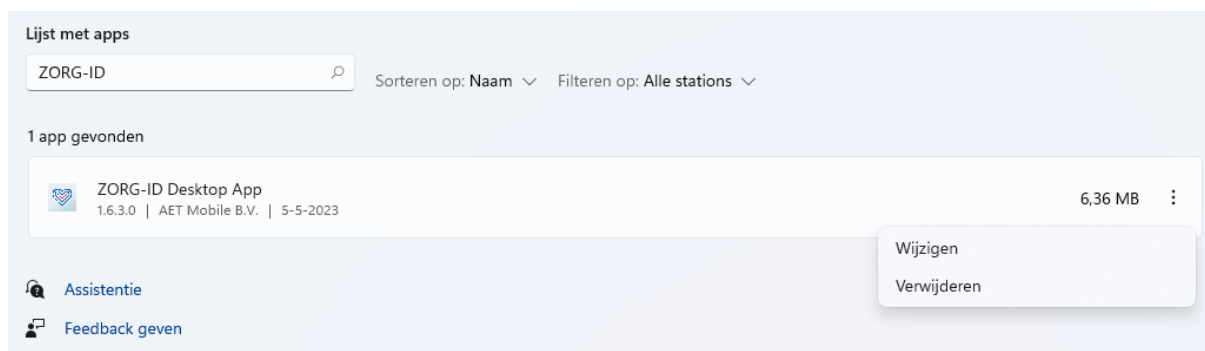 Lijst met apps
ZORG-ID
Sorteren op: Naam Filteren op: Alle stations
1 app gevonden
ZORG-ID Desktop App
1.6.3.0 | AET Mobile B.V. | 5-5-2023
6,36 MB
Wijzigen
Verwijderen
Assistentie
Feedback geven